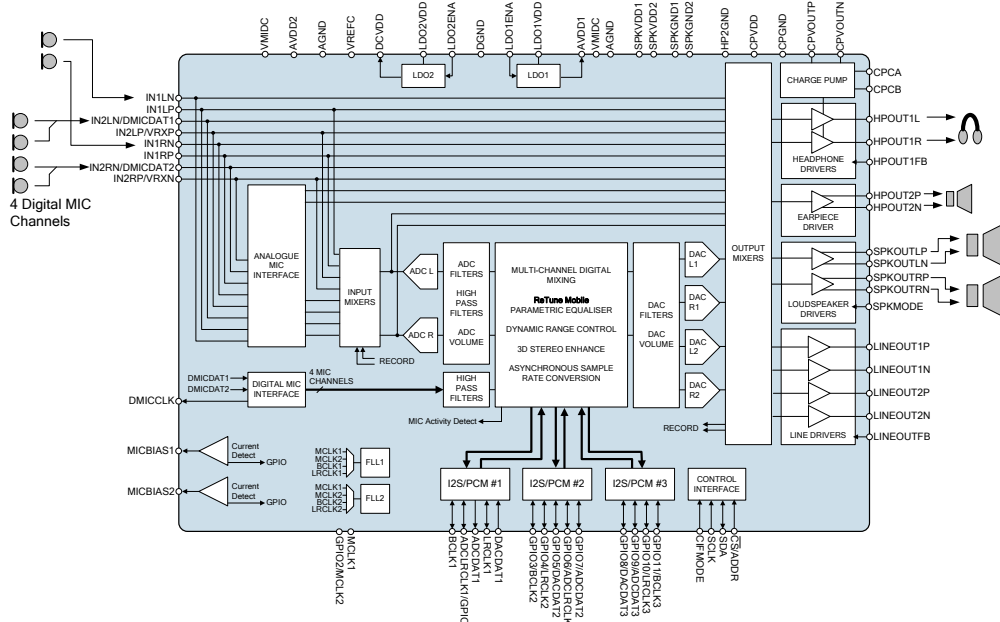 VMIDC
AVDD2
AGND
VREFC
DCVDD
LDO2VDD
LDO2ENA
DGND
LDO1ENA
LDO1VDD
AVDD1
VMIDC
AGND
SPKVDD1
SPKVDD2
SPKGND1
SPKGND2
HP2GND
CPVDD
CPGND
CPVOUTP
CPVOUTN
LDO2
LDO1
CHARGE PUMP
CPCA
CPCB
IN1LN
IN1LP
IN2LN/DMICDAT1
IN2LP/VRXP
IN1RN
IN1RP
IN2RN/DMICDAT2
IN2RP/VRXN
4 Digital MIC
Channels
HPOUT1L
HPOUT1R
HPOUT1FB
HEADPHONE
DRIVERS
HPOUT2P
HPOUT2N
EARPIECE
DRIVER
SPKOUTLP
SPKOUTLN
SPKOUTRP
SPKOUTRN
SPKMODE
LOUDSPEAKER
DRIVERS
LINEOUT1P
LINEOUT1N
LINEOUT2P
LINEOUT2N
LINEOUTFB
LINE DRIVERS
ANALOGUE
MIC
INTERFACE
INPUT
MIXERS
RECORD
ADC L
ADC R
ADC
FILTERS
HIGH
PASS
FILTERS
ADC
VOLUME
MULTI-CHANNEL DIGITAL
MIXING
ReTune Mobile
PARAMETRIC EQUALISER
DYNAMIC RANGE CONTROL
3D STEREO ENHANCE
ASYNCHRONOUS SAMPLE
RATE CONVERSION
DAC
FILTERS
DAC
VOLUME
DAC
L1
DAC
R1
DAC
L2
DAC
R2
OUTPUT
MIXERS
RECORD
DMICDAT1
DMICDAT2
DIGITAL MIC
INTERFACE
4 MIC
CHANNELS
HIGH
PASS
FILTERS
MIC Activity Detect
DMICCLK
MICBIAS1
Current
Detect
GPIO
MICBIAS2
Current
Detect
GPIO
MCLK1
MCLK2
BCLK1
LRCLK1
FLL1
MCLK1
MCLK2
BCLK2
LRCLK2
FLL2
I2S/PCM #1
I2S/PCM #2
I2S/PCM #3
CONTROL
INTERFACE
GPIO2/MCLK2
MCLK1
BCLK1
ADCLRCLK1/GPIO
ADCDAT1
LRCLK1
DACDAT1
GPIO3/BCLK2
GPIO4/LRCLK2
GPIO5/DACDAT2
GPIO6/ADCLRCLK
GPIO7/ADCDAT2
GPIO8/DACDAT3
GPIO9/ADCDAT3
GPIO10/LRCLK3
GPIO11/BCLK3
CIFMODE
SCLK
SDA
CS/ADDR